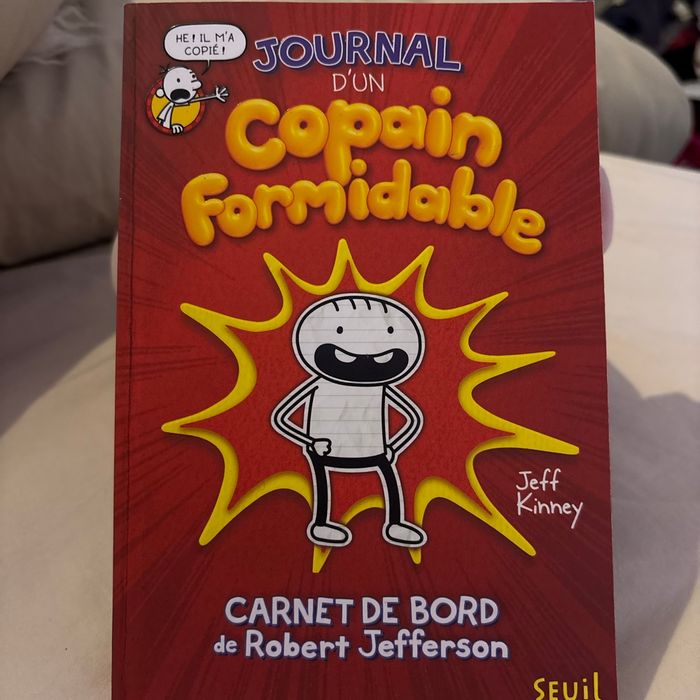 HE! IL M'A
COPIÉ!
JOURNAL
D'UN
Copain
Formidable
Jeff
Kinney
CARNET DE BORD
de Robert Jefferson
SEUIL